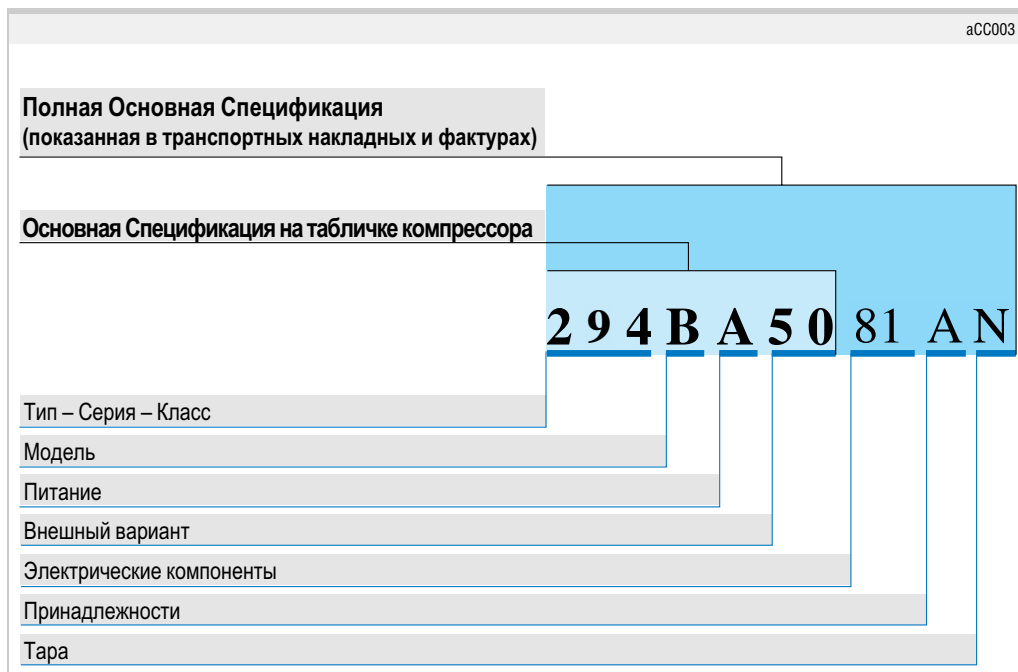 aCC003
Полная Основная Спецификация
(показанная в транспортных накладных и фактурах)
Основная Спецификация на табличке компрессора
2 9 4 B A 5 0 81 A N
Тип – Серия – Класс
Модель
Питание
Внешный вариант
Электрические компоненты
Принадлежности
Тара